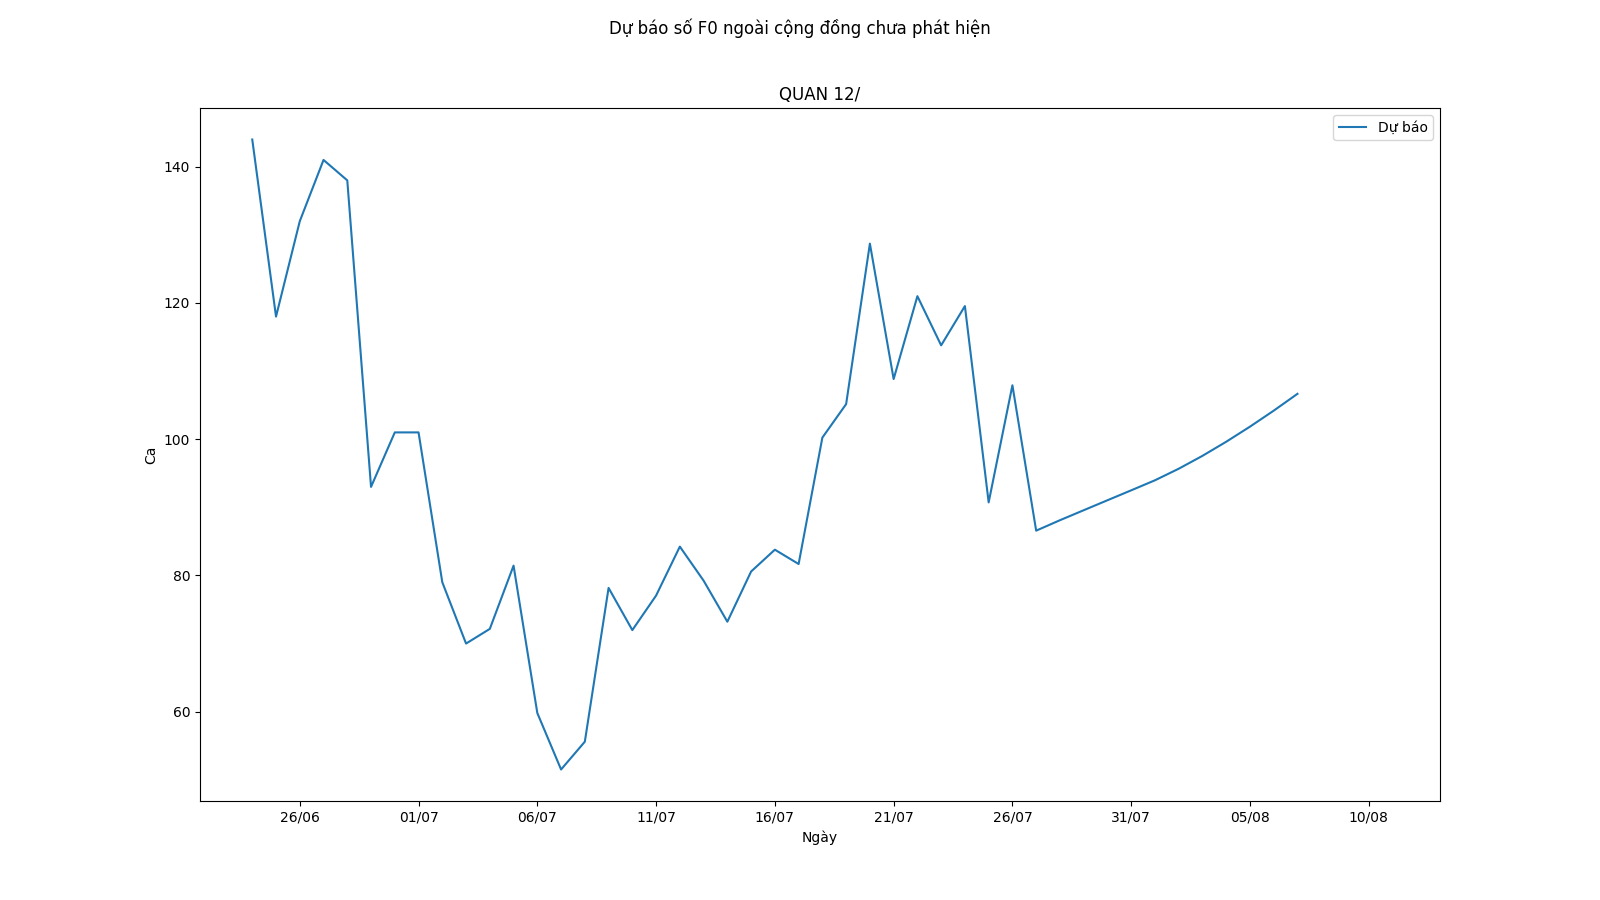 Dự báo số F0 ngoài cộng đồng chưa phát hiện
QUAN 12/
Dự báo
140
120
100
80
60
Ca
26/06 01/07 06/07 11/07 16/07 21/07 26/07 31/07 05/08 10/08
Ngày